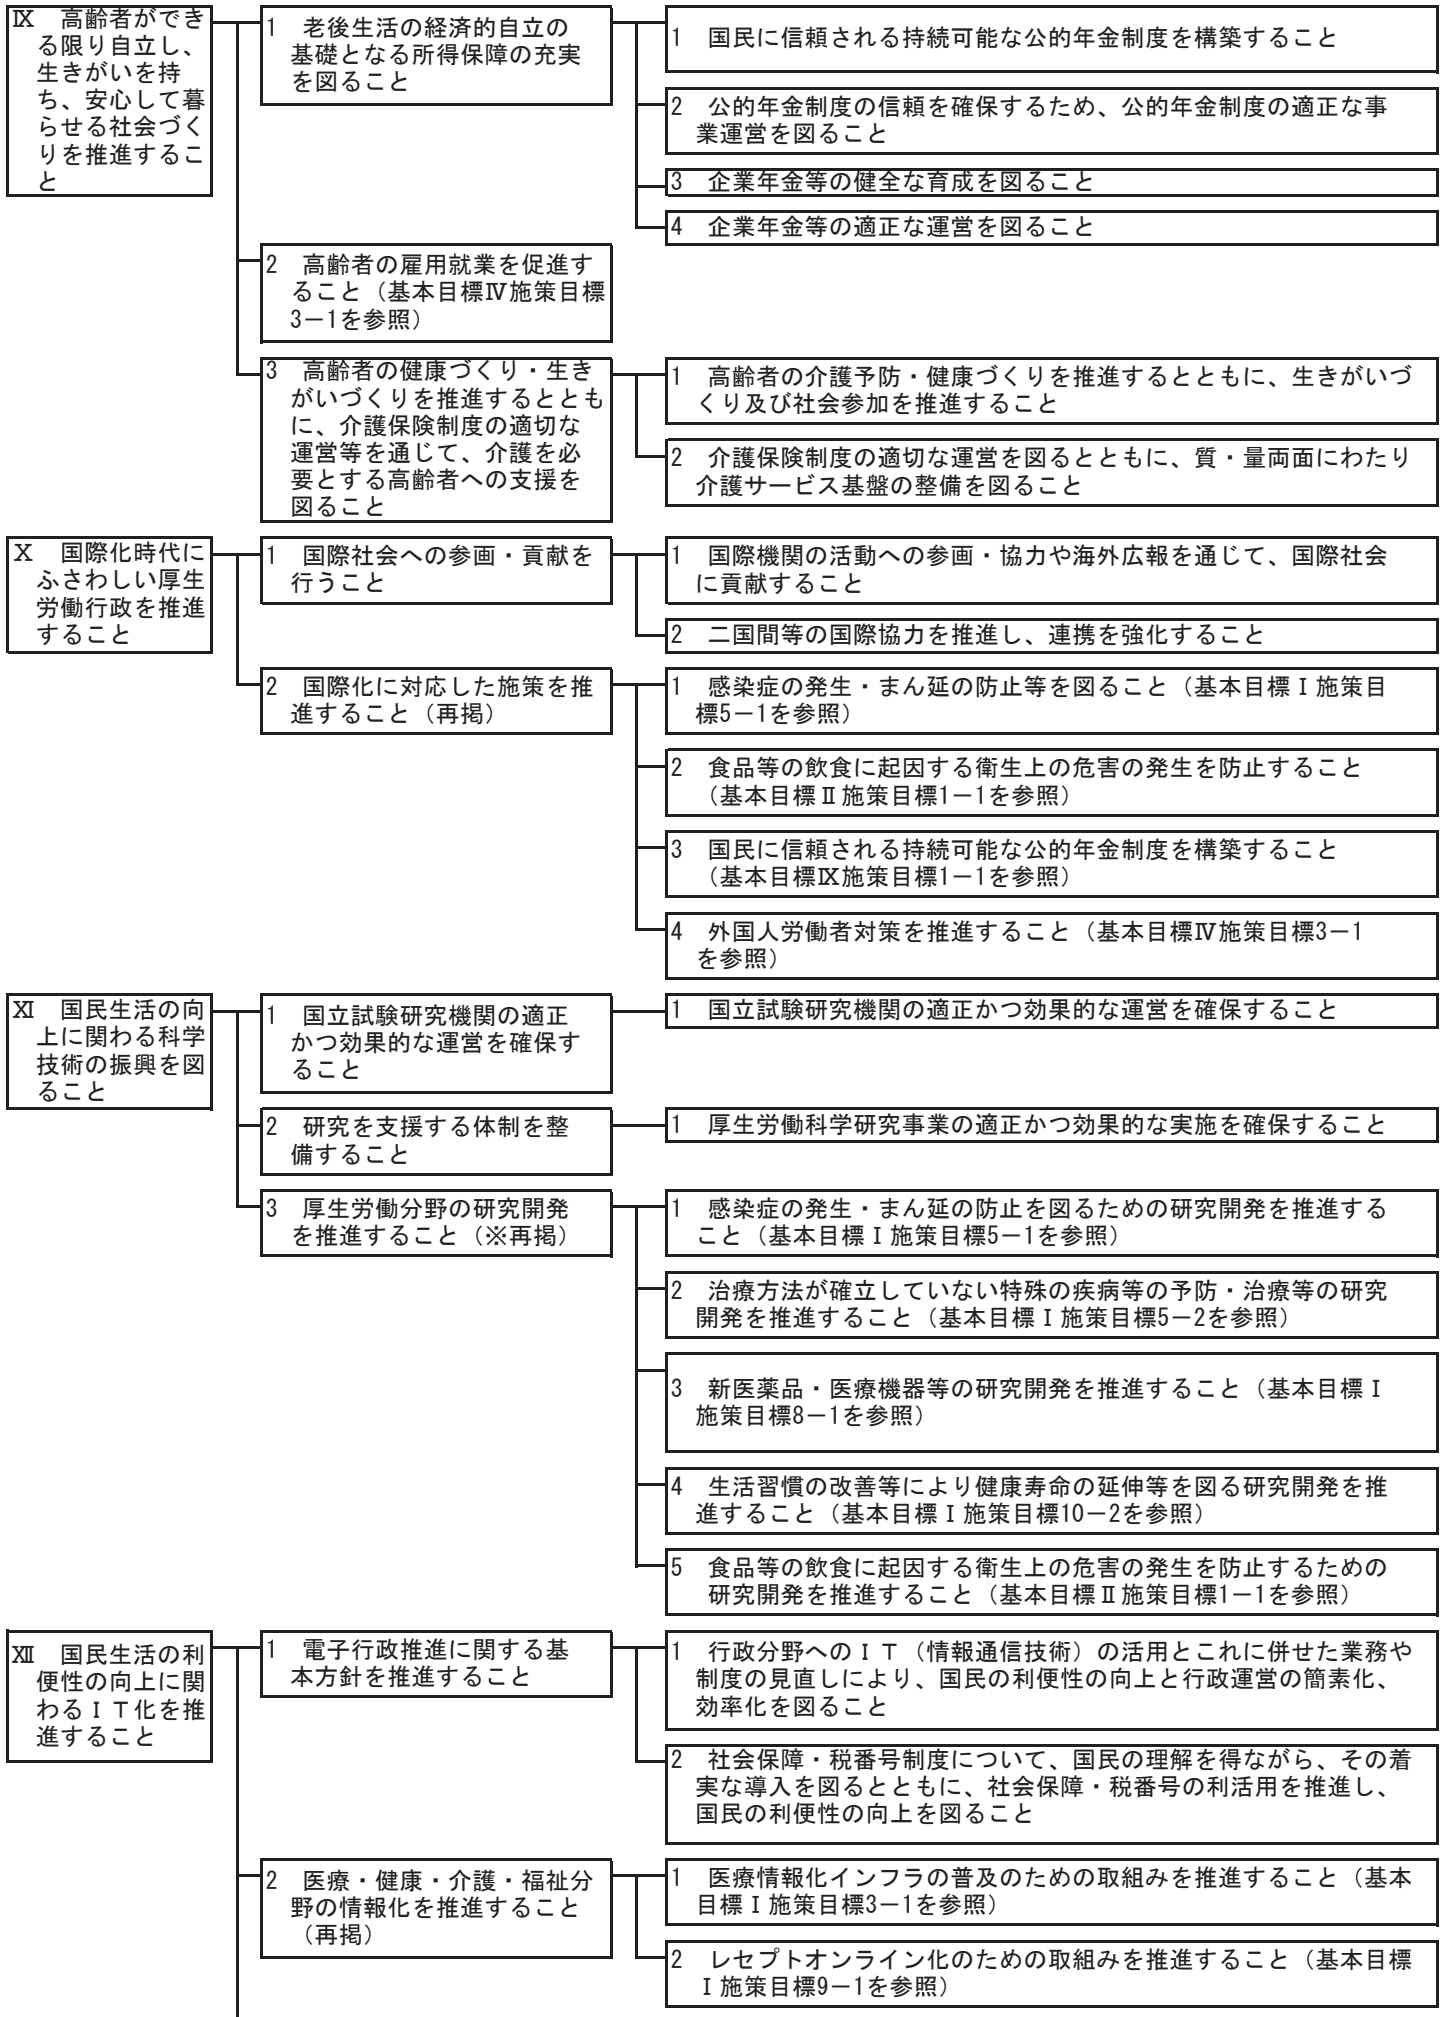 Ⅸ　高齢者ができ
る限り自立し、
生きがいを持
ち、安心して暮
らせる社会づく
りを推進するこ
と
1　老後生活の経済的自立の
基礎となる所得保障の充実
を図ること
1　国民に信頼される持続可能な公的年金制度を構築すること
2　公的年金制度の信頼を確保するため、公的年金制度の適正な事
業運営を図ること
3　企業年金等の健全な育成を図ること
4　企業年金等の適正な運営を図ること
2　高齢者の雇用就業を促進す
ること（基本目標Ⅳ施策目標
3－1を参照）
3　高齢者の健康づくり・生き
がいづくりを推進するととも
に、介護保険制度の適切な
運営等を通じて、介護を必
要とする高齢者への支援を
図ること
1　高齢者の介護予防・健康づくりを推進するとともに、生きがいづ
くり及び社会参加を推進すること
2　介護保険制度の適切な運営を図るとともに、質・量両面にわたり
介護サービス基盤の整備を図ること
Ⅹ　国際化時代に
ふさわしい厚生
労働行政を推進
すること
1　国際社会への参画・貢献を
行うこと
1　国際機関の活動への参画・協力や海外広報を通じて、国際社会
に貢献すること
2　二国間等の国際協力を推進し、連携を強化すること
2　国際化に対応した施策を推
進すること（再掲）
1　感染症の発生・まん延の防止等を図ること（基本目標Ⅰ施策目
標5－1を参照）
2　食品等の飲食に起因する衛生上の危害の発生を防止すること
（基本目標Ⅱ施策目標1－1を参照）
3　国民に信頼される持続可能な公的年金制度を構築すること
（基本目標Ⅸ施策目標1－1を参照）
4　外国人労働者対策を推進すること（基本目標Ⅳ施策目標3－1
を参照）
Ⅺ　国民生活の向
上に関わる科学
技術の振興を図
ること
1　国立試験研究機関の適正
かつ効果的な運営を確保す
ること
1　国立試験研究機関の適正かつ効果的な運営を確保すること
2　研究を支援する体制を整
備すること
1　厚生労働科学研究事業の適正かつ効果的な実施を確保すること
3　厚生労働分野の研究開発
を推進すること（※再掲）
1　感染症の発生・まん延の防止を図るための研究開発を推進する
こと（基本目標Ⅰ施策目標5－1を参照）
2　治療方法が確立していない特殊の疾病等の予防・治療等の研究
開発を推進すること（基本目標Ⅰ施策目標5－2を参照）
3　新医薬品・医療機器等の研究開発を推進すること（基本目標Ⅰ
施策目標8－1を参照）
4　生活習慣の改善等により健康寿命の延伸等を図る研究開発を推
進すること（基本目標Ⅰ施策目標10－2を参照）
5　食品等の飲食に起因する衛生上の危害の発生を防止するための
研究開発を推進すること（基本目標Ⅱ施策目標1－1を参照）
Ⅻ　国民生活の利
便性の向上に関
わるＩＴ化を推
進すること
1　電子行政推進に関する基
本方針を推進すること
1　行政分野へのＩＴ（情報通信技術）の活用とこれに併せた業務や
制度の見直しにより、国民の利便性の向上と行政運営の簡素化、
効率化を図ること
2　社会保障・税番号制度について、国民の理解を得ながら、その着
実な導入を図るとともに、社会保障・税番号の利活用を推進し、
国民の利便性の向上を図ること
2　医療・健康・介護・福祉分
野の情報化を推進すること
（再掲）
1　医療情報化インフラの普及のための取組みを推進すること（基本
目標Ⅰ施策目標3－1を参照）
2　レセプトオンライン化のための取組みを推進すること（基本目標
Ⅰ施策目標9－1を参照）